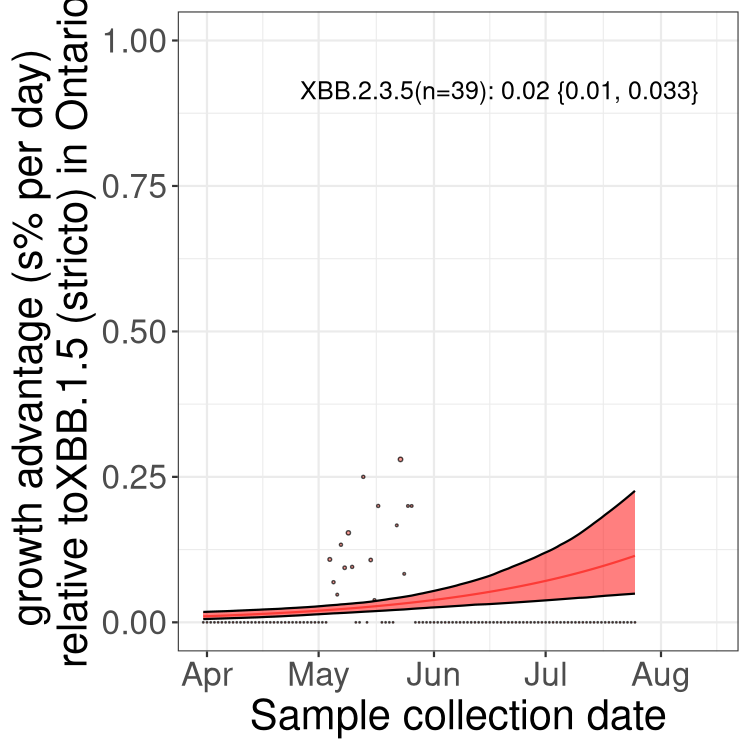 growth advantage (s% per day)
relative toXBB.1.5 (stricto) in Ontario
1.00
0.75
0.50
0.25
0.00
XBB.2.3.5(n=39): 0.02 {0.01, 0.033}
Apr May Jun Jul Aug
Sample collection date